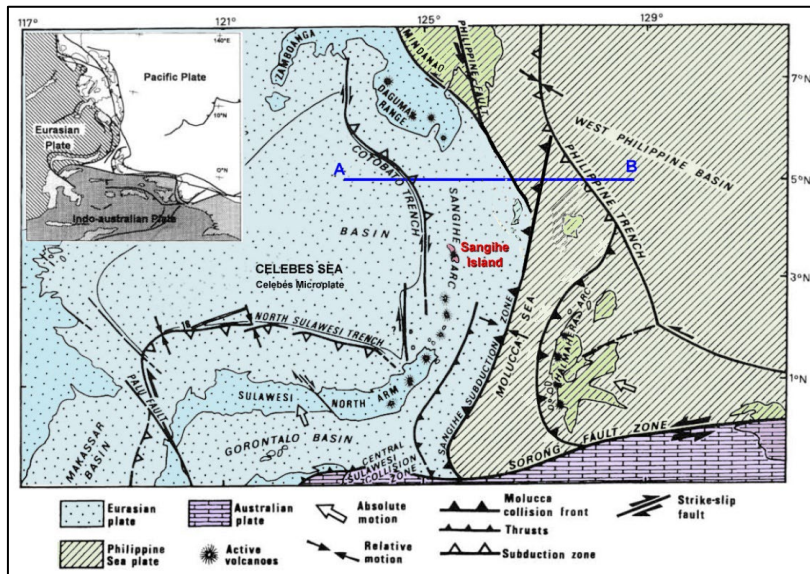 117°
121°
125°
129°
140°E
Pacific Plate
10°N
Eurasian
Plate
0°N
Indo-australian Plate
ZAMBOANGA
MINDANAO
PHILIPPINE FAULT
DAGUMA
RANGE
7°N
WEST PHILIPPINE
BASIN
A
B
COTOBATO TRENCH
PHILIPPINE TRENCH
5°N
BASIN
SANGIHE ARC
Sangihe
Island
CELEBES SEA
Celebes Microplate
3°N
NORTH SULAWESI TRENCH
?
SANGIHE SUBDUCTION ZONE
MOLUCCA SEA
HALMAHERA ARC
PALU FAULT
SULAWESI
NORTH
ARM
1°N
MAKASSAR
BASIN
GORONTALO BASIN
CENTRAL
SULAWESI COLLISION
ZONE
SORONG FAULT ZONE
Eurasian
plate
Australian
plate
Absolute
motion
Molucca
collision front
Strike-slip
fault
Thrusts
Philippine
Sea plate
Active
volcanoes
Relative
motion
Subduction zone